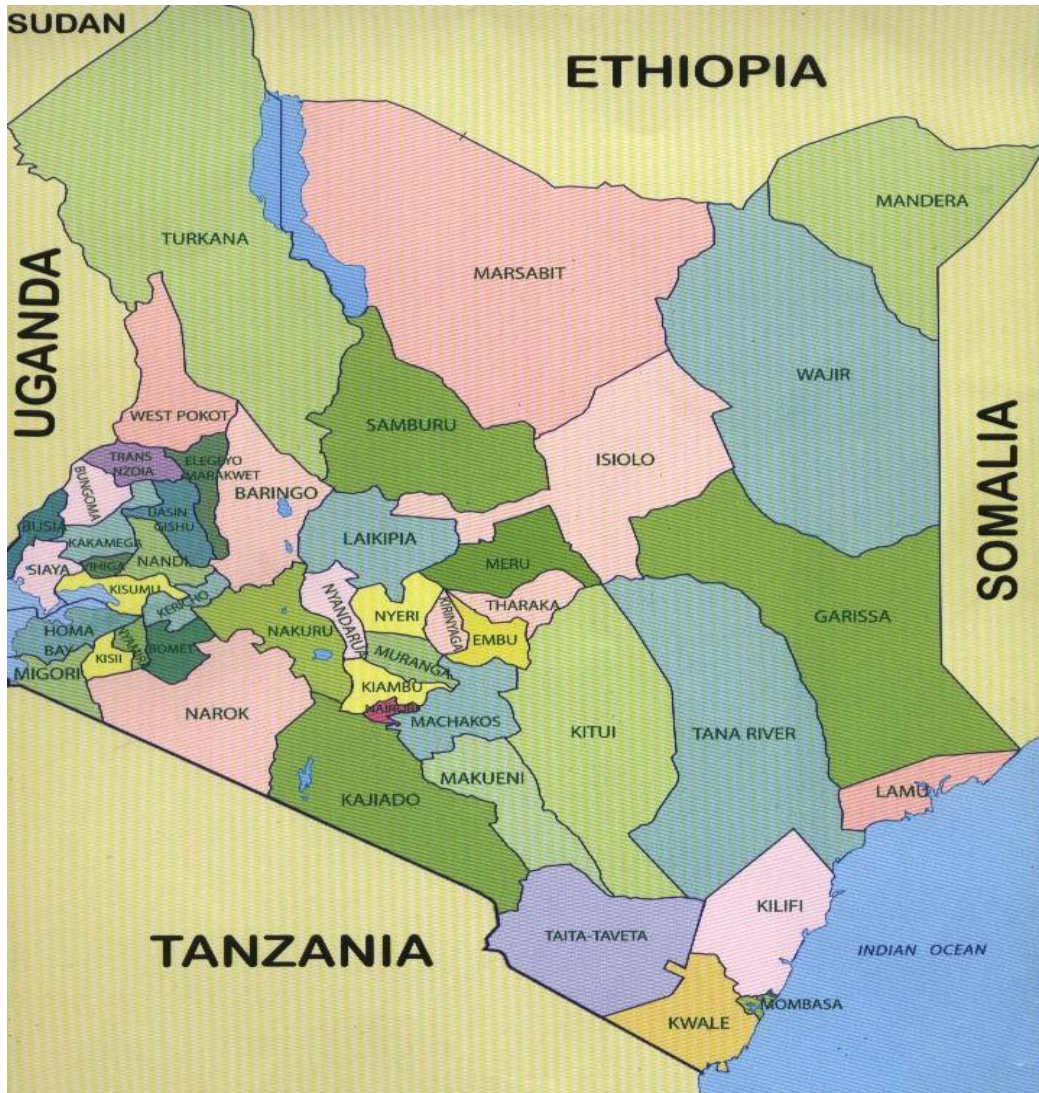 SUDAN
ETHIOPIA
UGANDA
SOMALIA
TANZANIA
INDIAN OCEAN
MANDERA
TURKANA
MARSABIT
WAJIR
WEST POKOT
SAMBURU
ISIOLO
TRANS
NZOIA
ELEGEYO
MARAKWET
BUNGOMA
BARINGO
UASIN
GISHU
BUSIA
KAKAMEGA
LAIKIPIA
NANDI
VIHIGA
SIAYA
MERU
KISUMU
KERICHO
NYANDARUA
NYERI
KIRINYAGA
THARAKA
EMBU
GARISSA
HOMA
BAY
NAKURU
MURANGA
KISII
NYAMIRA
BOMET
MIGORI
KIAMBU
NAIROBI
NAROK
MACHAKOS
KITUI
TANA RIVER
MAKUENI
KAJIADO
LAMU
KILIFI
TAITA-TAVETA
MOMBASA
KWALE